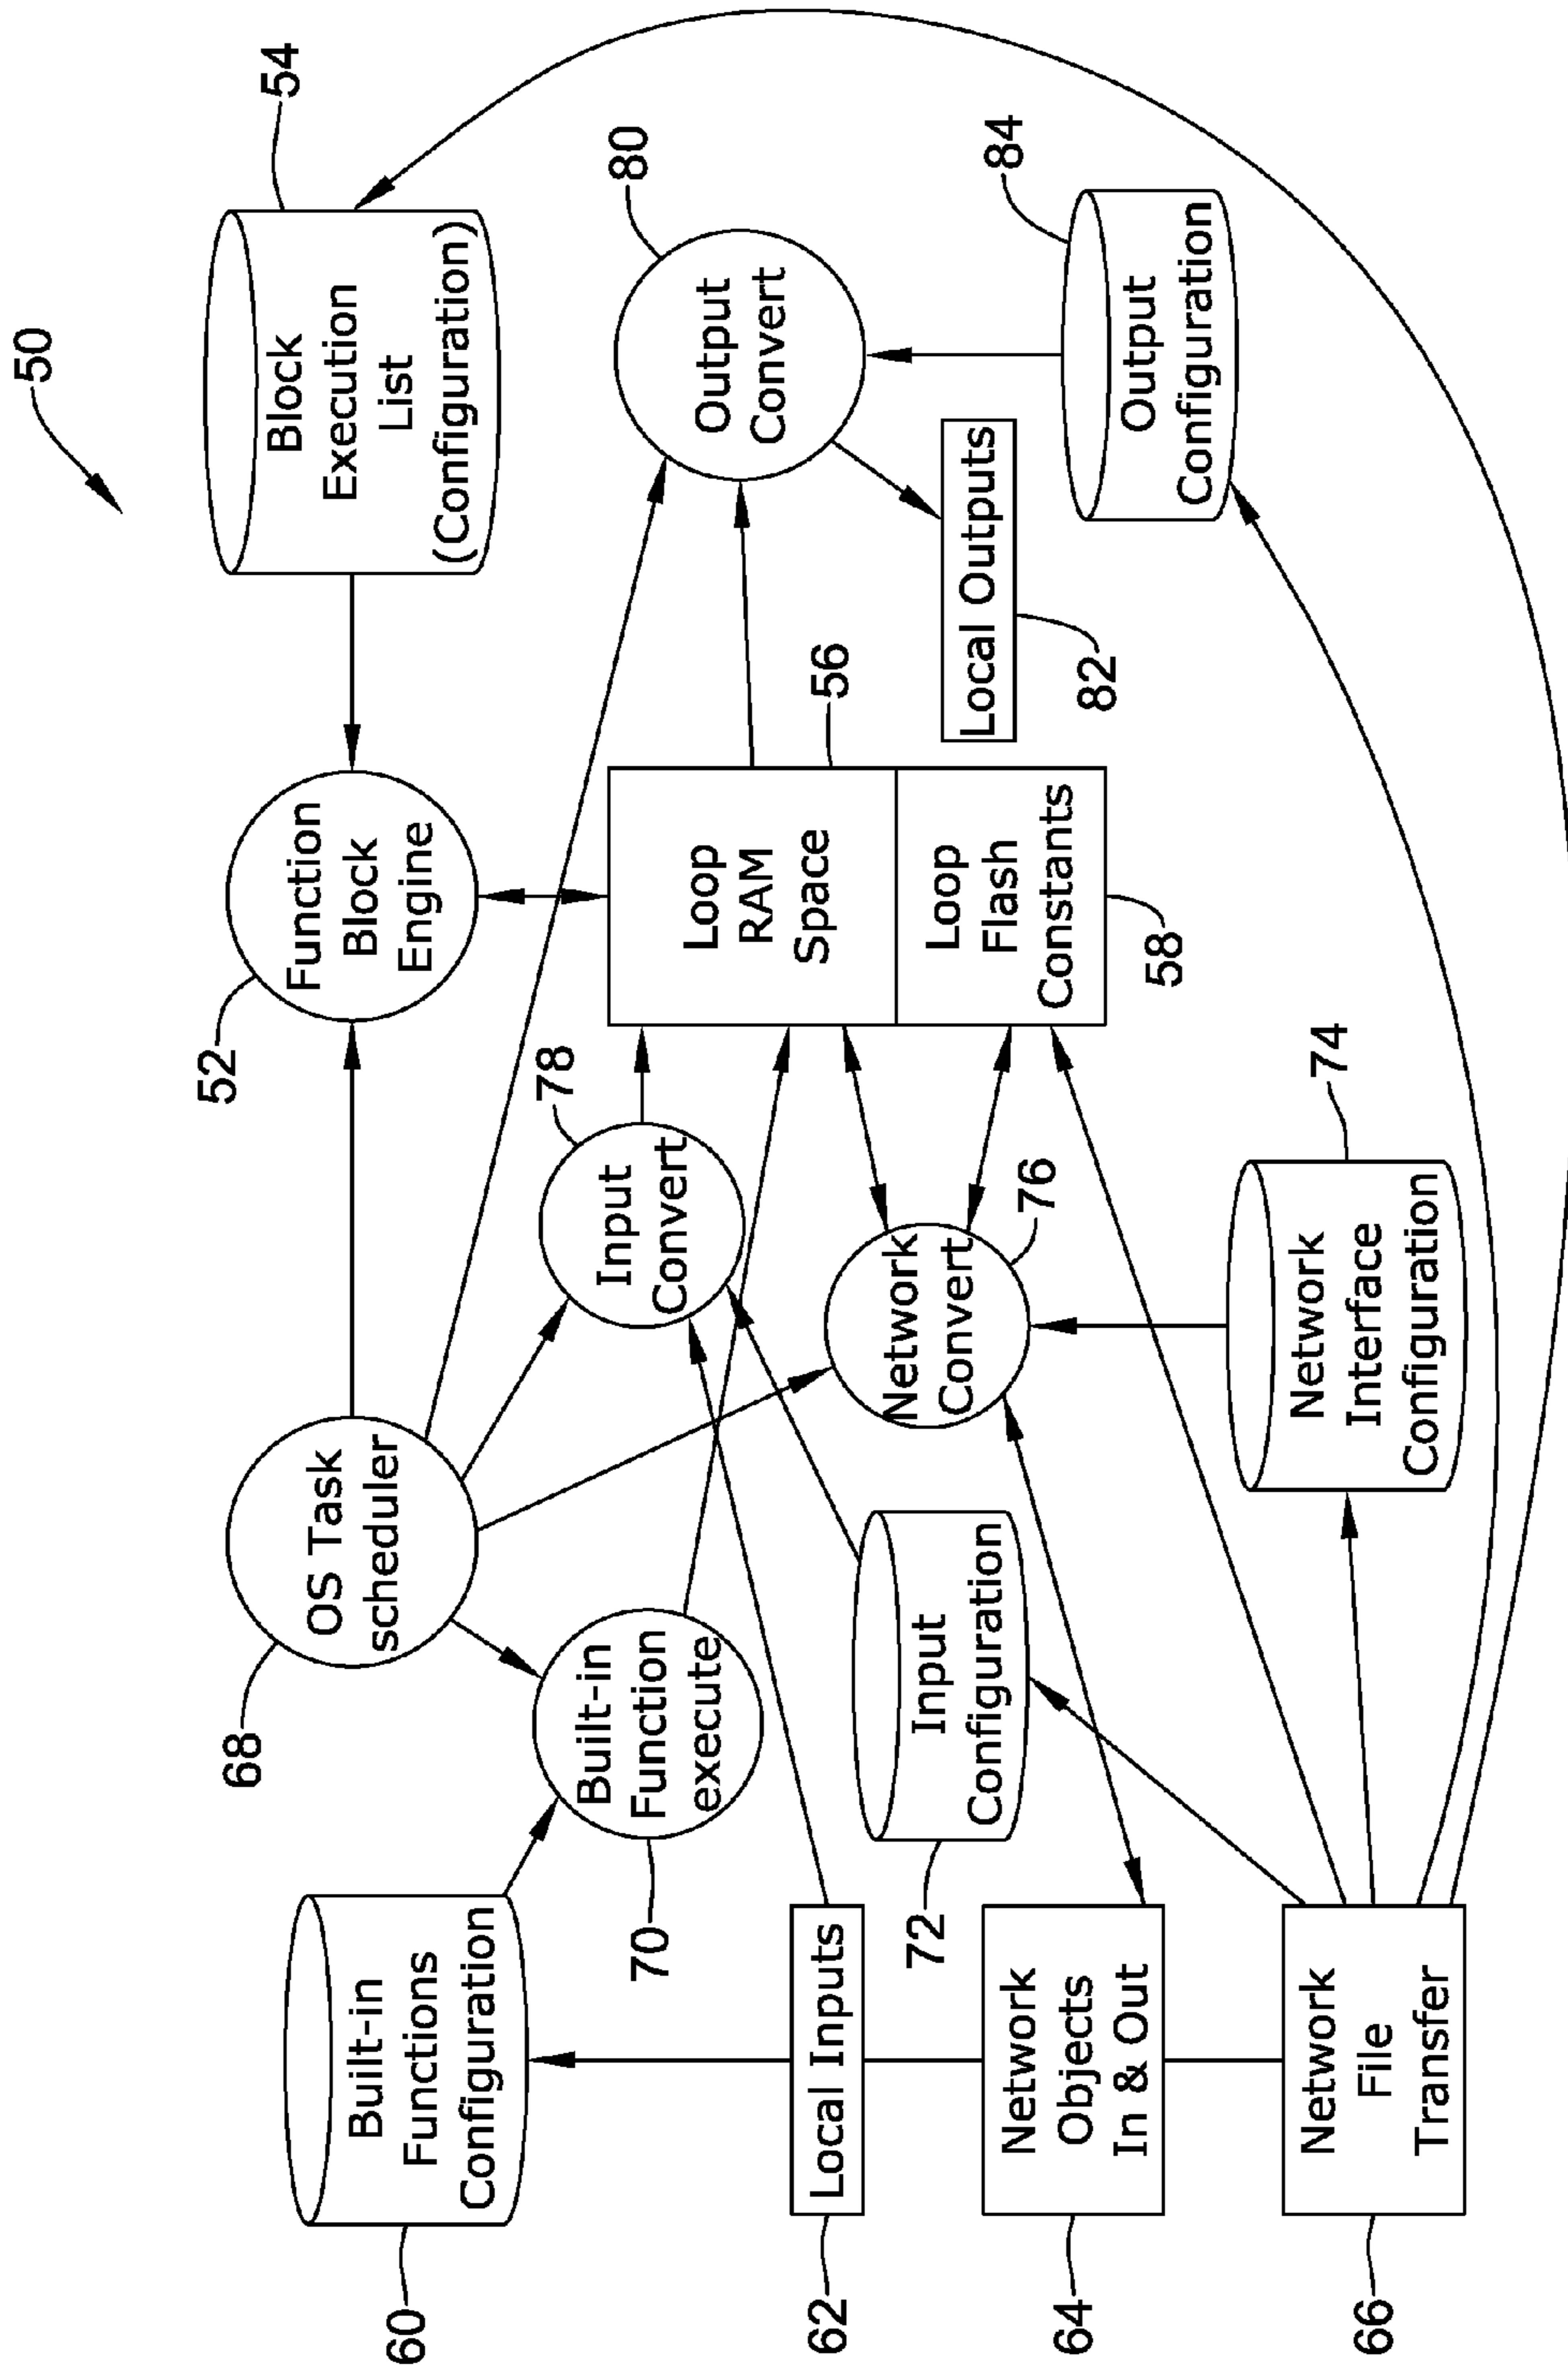 50
54
Block
Execution
List
(Configuration)
52
Function
Block
Engine
68
OS Task
scheduler
60
Built-in
Functions
Configuration
70
Built-in
Function
execute
78
Input
Convert
80
Output
Convert
56
Loop
RAM
Space
Loop
Flash
Constants
58
62
Local Inputs
72
Input
Configuration
76
Network
Convert
Local Outputs
82
84
Output
Configuration
64
Network
Objects
In & Out
74
Network
Interface
Configuration
66
Network
File
Transfer